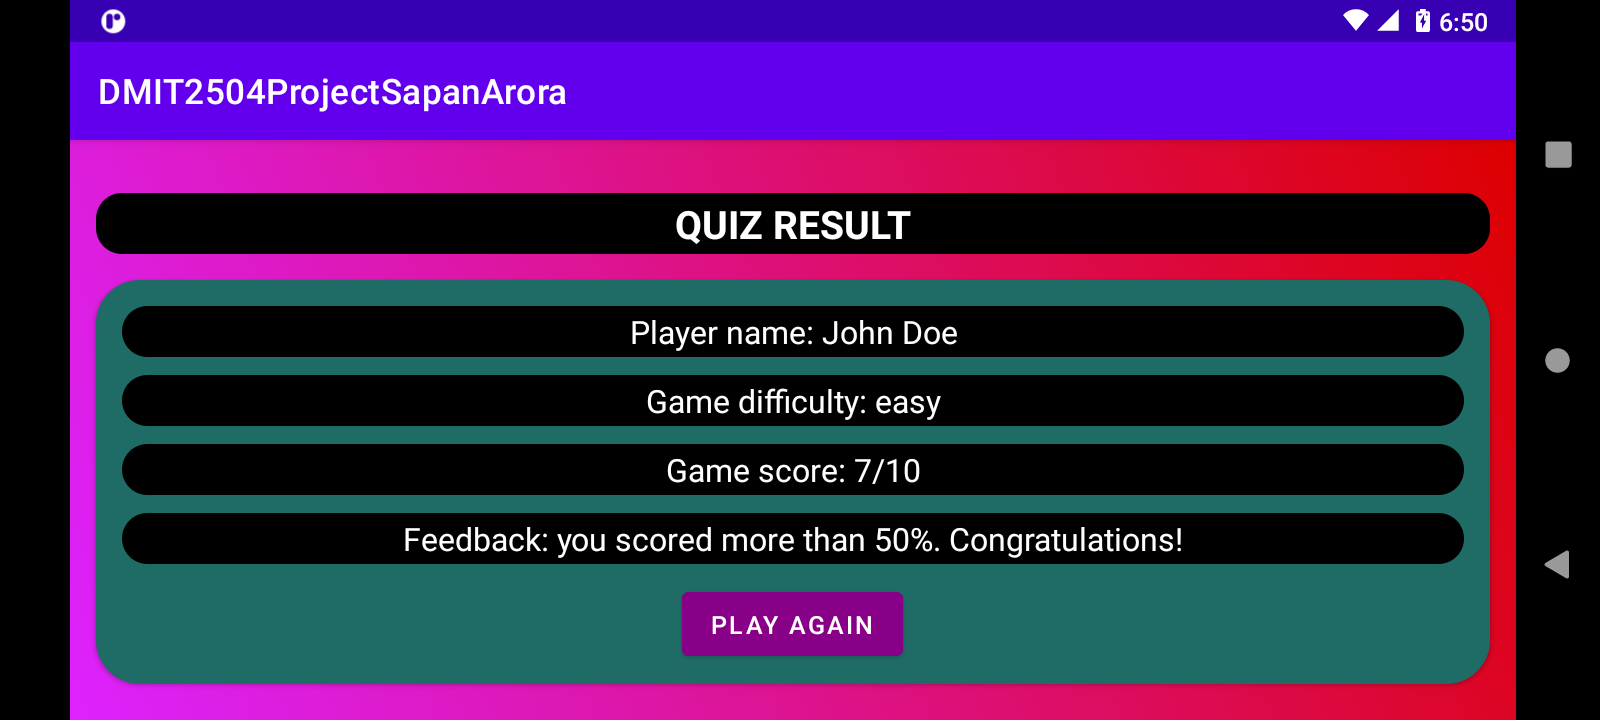 6:50
DMIT2504ProjectSapanArora
QUIZ RESULT
Player name: John Doe
Game difficulty: easy
Game score: 7/10
Feedback: you scored more than 50%. Congratulations!
PLAY AGAIN